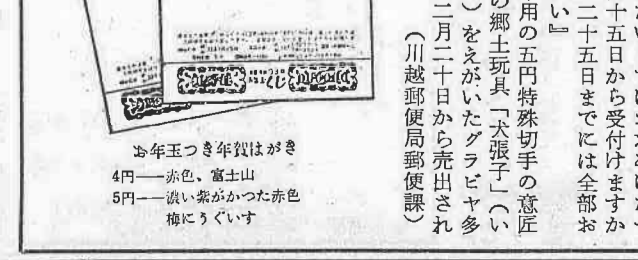 十五日から受付けますか
二十五日までには全部お
い』
用の五円特殊切手の意匠
の郷土玩具「犬張子」(い
)をえがいたグラビヤ多
二月二十日から売出され
(川越郵便局郵便課)
くじ
お年玉つき年賀はがき
4円――赤色、富士山
5円――濃い紫がかつた赤色
梅にうぐいす